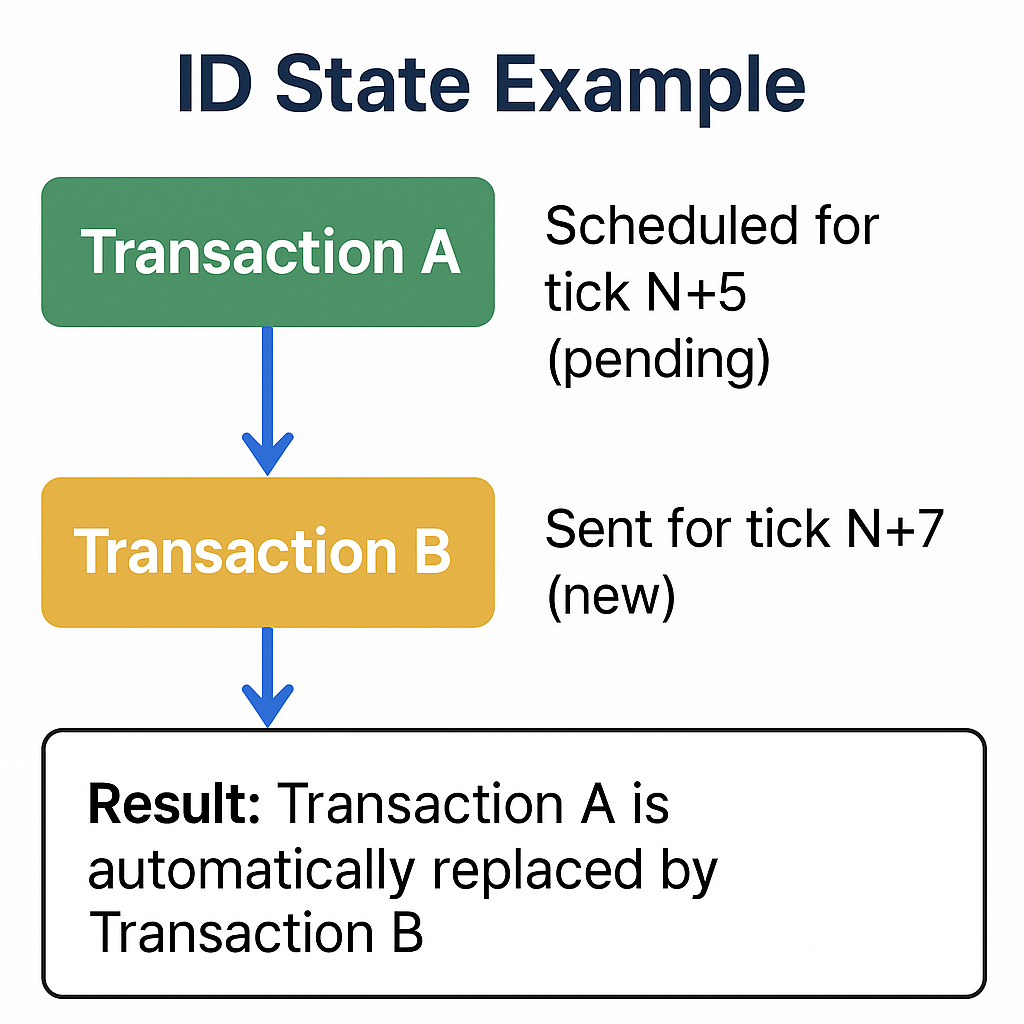 ID State Example
Transaction A
Scheduled for
tick N+5
(pending)
Transaction B
Sent for tick N+7
(new)
Result: Transaction A is
automatically replaced by
Transaction B